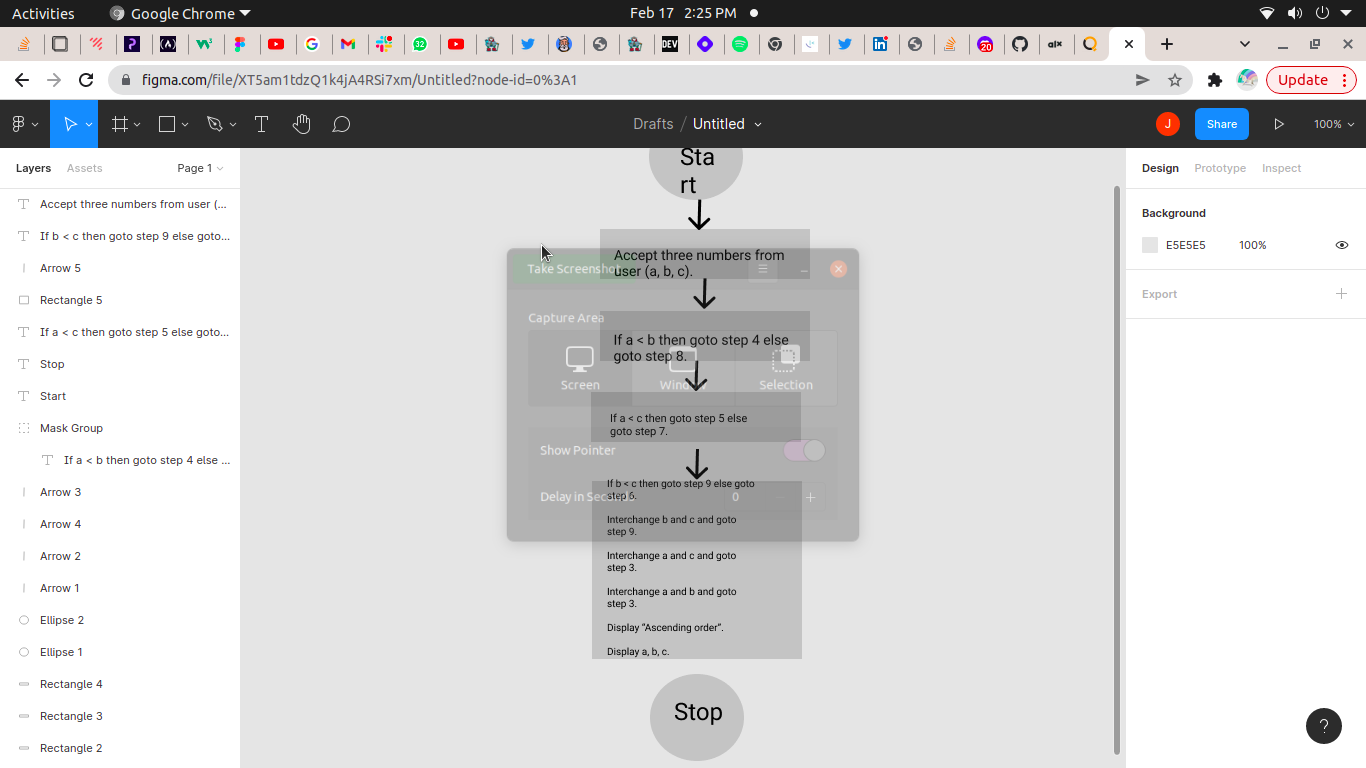 Activities Google Chrome Feb 17 2:25 PM
figma.com/file/XT5am1tdzQ1k4jA4RSi7xm/Untitled?node-id=0%3A1 Update
Drafts / Untitled J Share 100%
Layers Assets Page 1
Accept three numbers from user (...
If b < c then goto step 9 else goto...
Arrow 5
Rectangle 5
If a < c then goto step 5 else goto...
Stop
Start
Mask Group
If a < b then goto step 4 else ...
Arrow 3
Arrow 4
Arrow 2
Arrow 1
Ellipse 2
Ellipse 1
Rectangle 4
Rectangle 3
Rectangle 2
Sta
rt
Accept three numbers from
user (a, b, c).
If a < b then goto step 4 else
goto step 8.
If a < c then goto step 5 else
goto step 7.
If b < c then goto step 9 else goto
step 6.
Interchange b and c and goto
step 9.
Interchange a and c and goto
step 3.
Interchange a and b and goto
step 3.
Display “Ascending order”.
Display a, b, c.
Stop
Take Screenshot
Capture Area
Screen Window Selection
Show Pointer
Delay in Seconds 0 - +
Design Prototype Inspect
Background
E5E5E5 100%
Export
?